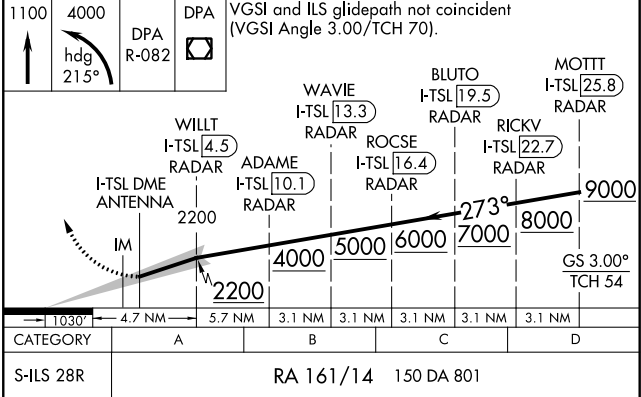 1100
4000
hdg
215°
DPA
R-082
DPA
VGSI and ILS glidepath not coincident
(VGSI Angle 3.00/TCH 70).
MOTTT
I-TSL 25.8
RADAR
BLUTO
I-TSL 19.5
RADAR
WAVIE
I-TSL 13.3
RADAR
RICKV
I-TSL 22.7
RADAR
WILLT
I-TSL 4.5
RADAR
ROCSE
I-TSL 16.4
RADAR
ADAME
I-TSL 10.1
RADAR
I-TSL DME
ANTENNA
2200
IM
273°
9000
8000
7000
6000
5000
4000
2200
GS 3.00°
TCH 54
1030'
4.7 NM
5.7 NM
3.1 NM
3.1 NM
3.1 NM
3.1 NM
3.1 NM
CATEGORY A B C D
S-ILS 28R RA 161/14 150 DA 801